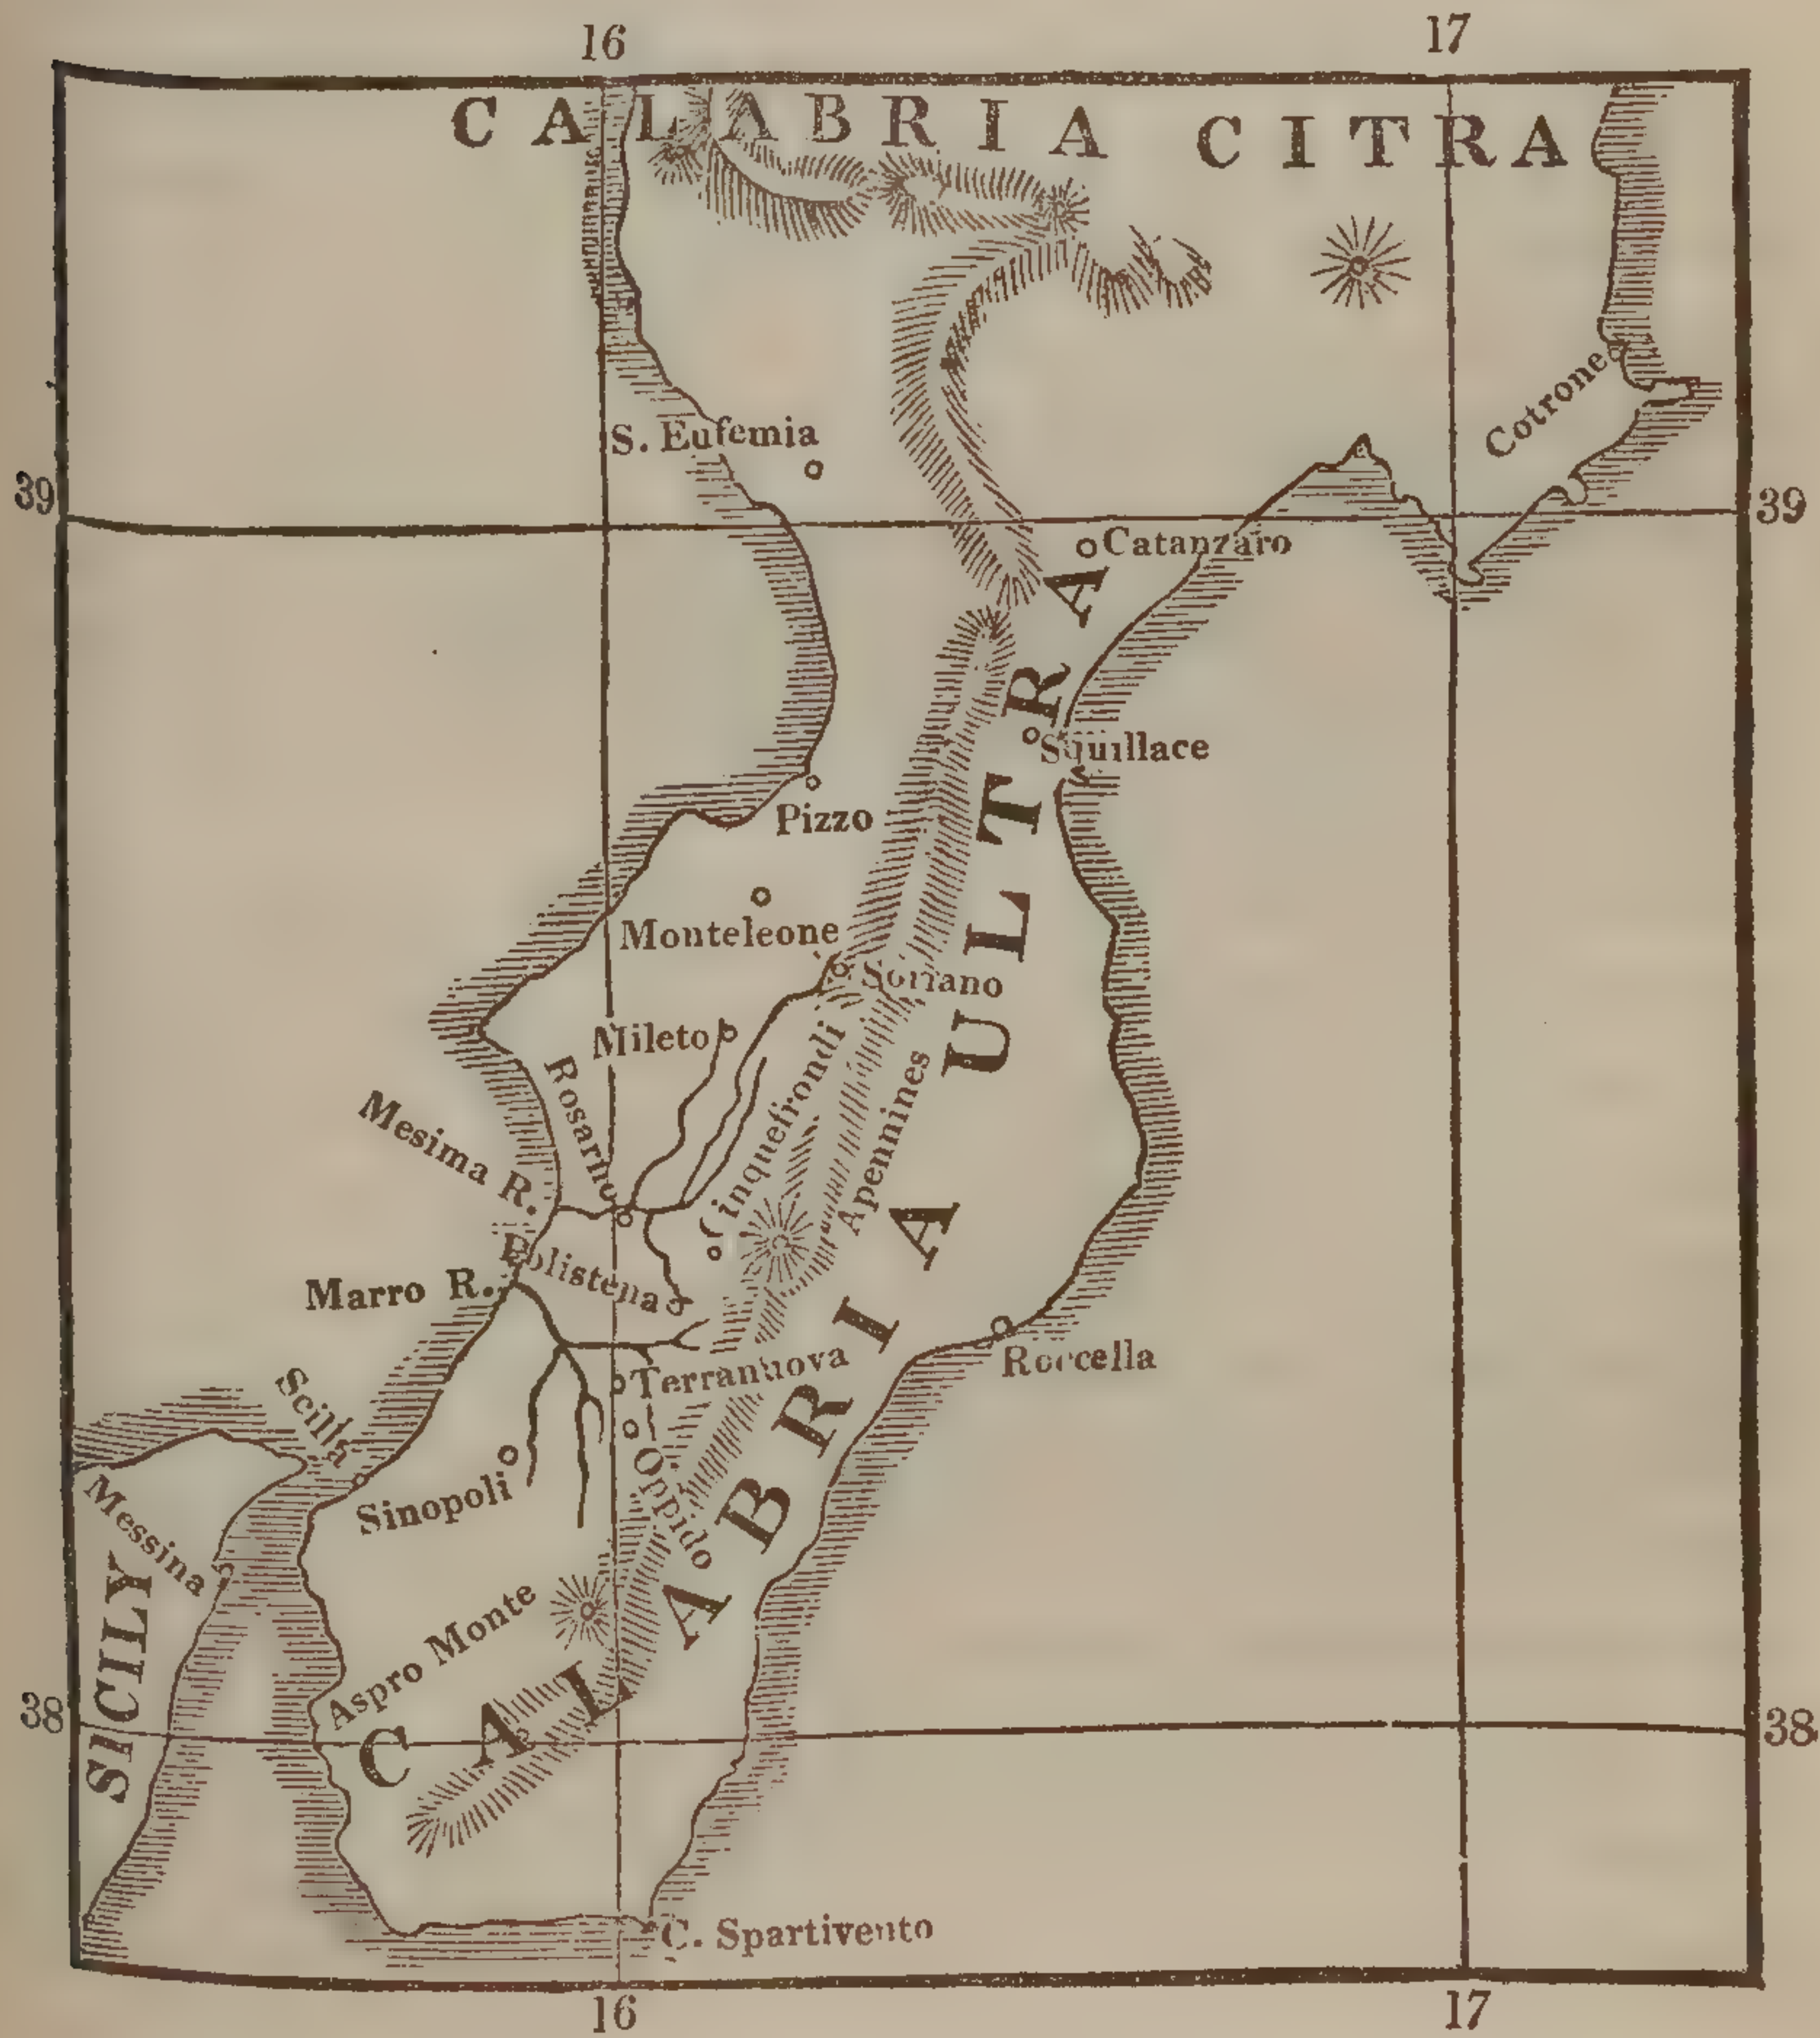 16 17
CALABRIA CITRA
Cotrone
S. Eufemia
39 39
Catanzaro
Squillace
Pizzo
Monteleone
Soriano
Mileto
Rosarno
Cinquefrondi
Apennines
Mesima R.
Polistena
Marro R.
Roccella
Terranuova
Scilla
Oppido
Sinopoli
Messina
Aspro Monte
SICILY
CALABRIA ULTRA
38 38
C. Spartivento
16 17